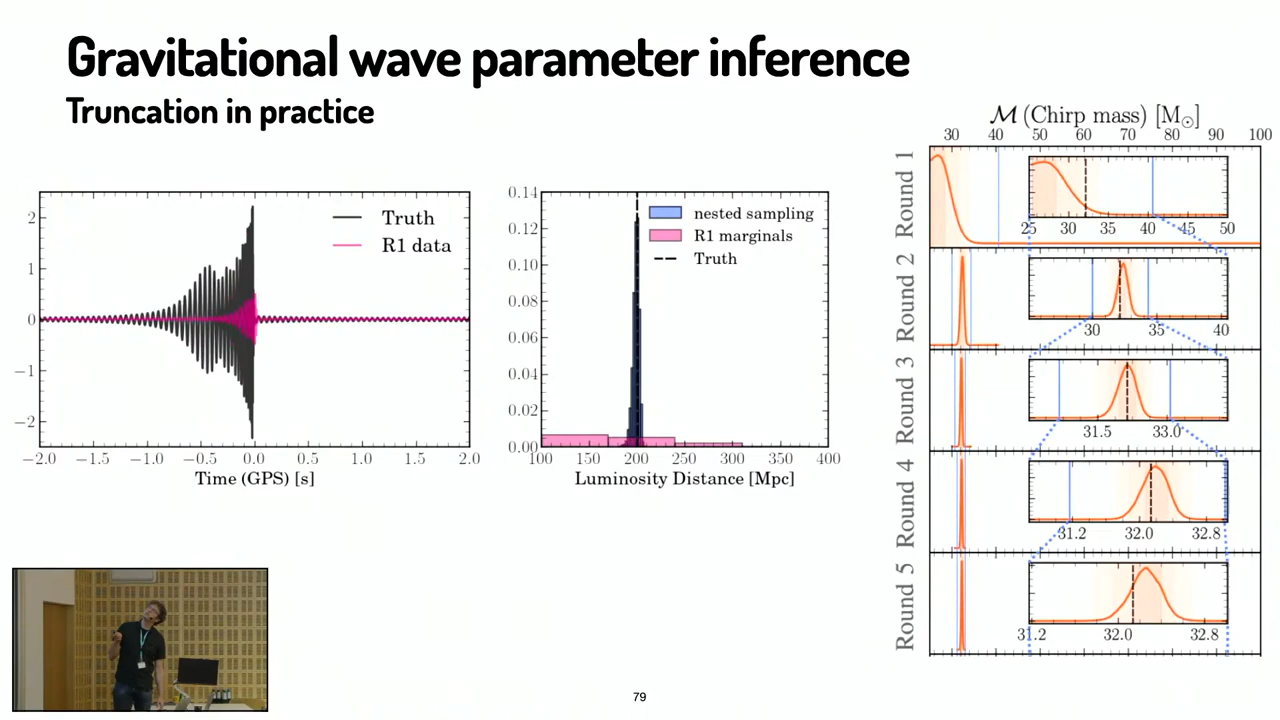 Gravitational wave parameter inference
Truncation in practice
Truth
R1 data
2
1
0
−1
−2
−2.0 −1.5 −1.0 −0.5 0.0 0.5 1.0 1.5 2.0
Time (GPS) [s]
nested sampling
R1 marginals
Truth
0.14
0.12
0.10
0.08
0.06
0.04
0.02
0.00
100 150 200 250 300 350 400
Luminosity Distance [Mpc]
ℳ (Chirp mass) [M⊙]
30 40 50 60 70 80 90 100
Round 1
25 30 35 40 45 50
Round 2
30 35 40
Round 3
31.5 33.0
Round 4
31.2 32.0 32.8
Round 5
31.2 32.0 32.8
79